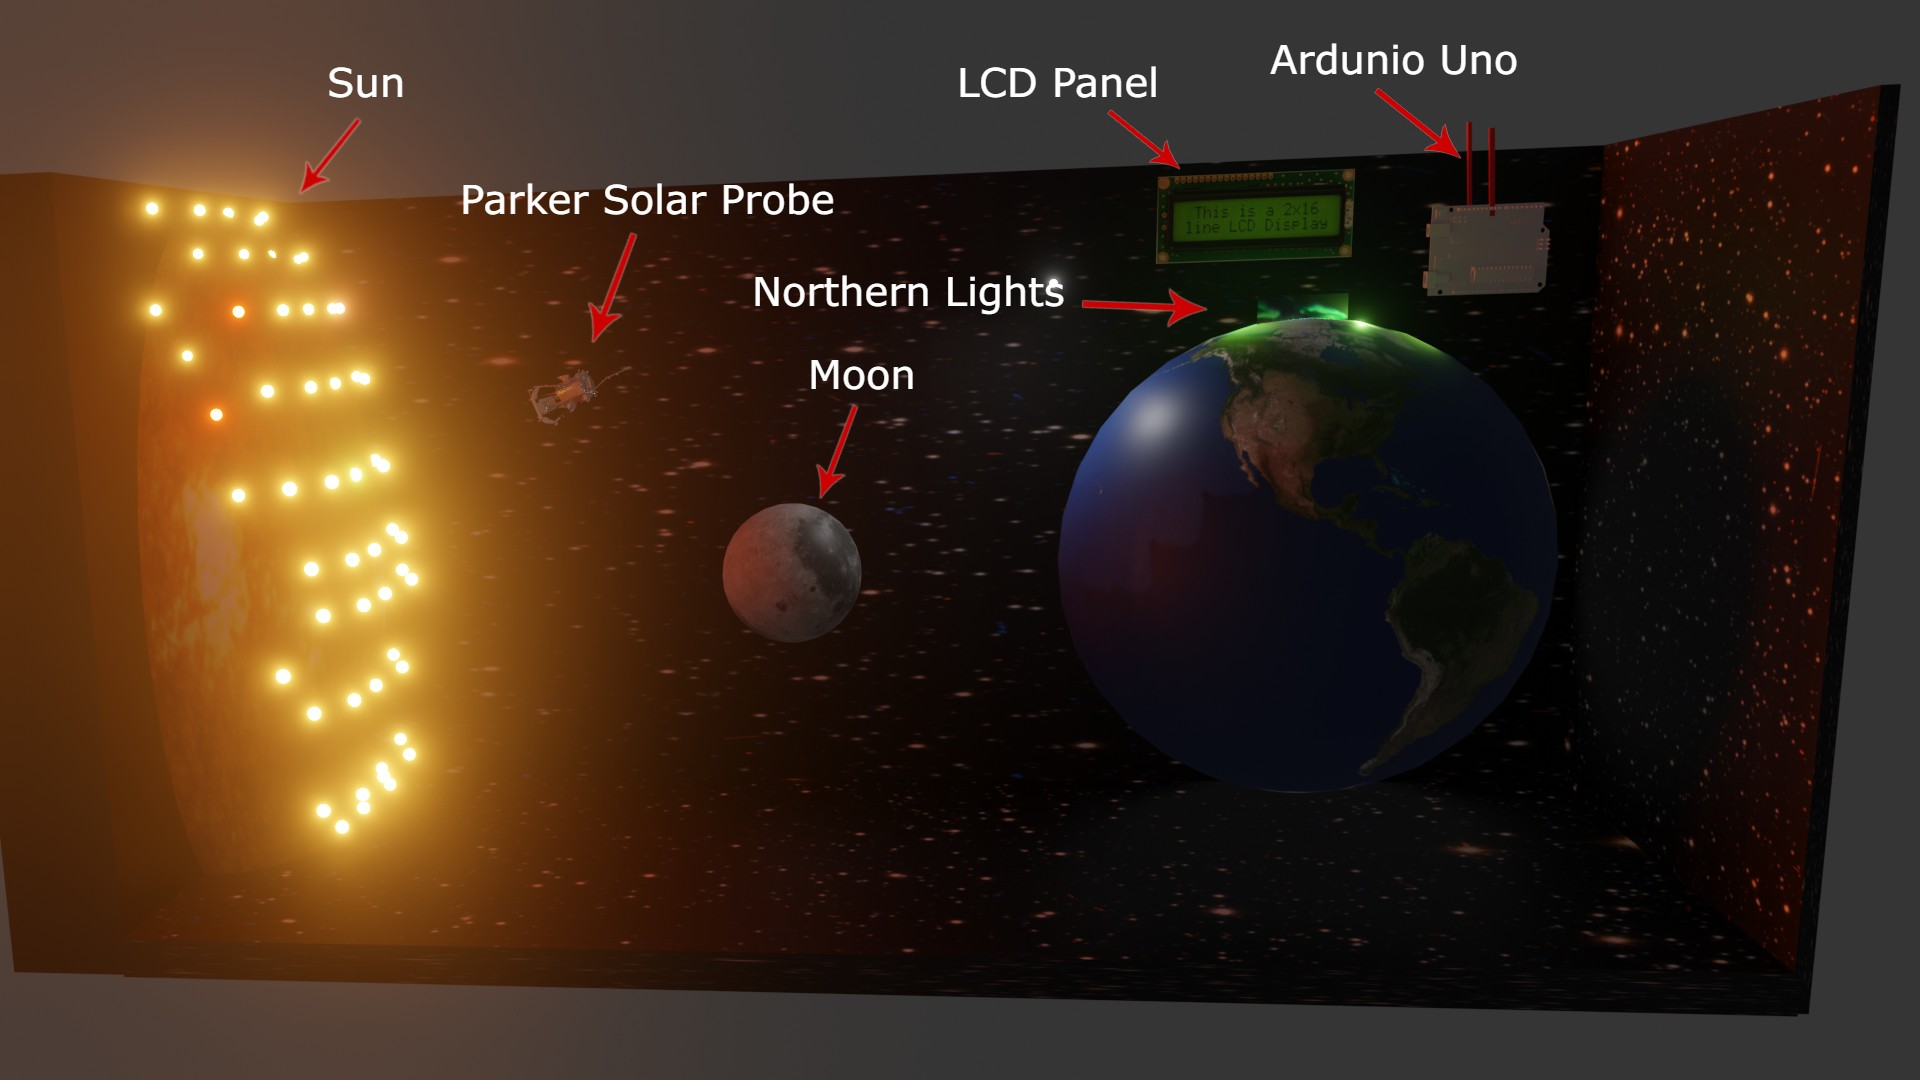 Sun
LCD Panel
Ardunio Uno
Parker Solar Probe
This is a 2x16
line LCD Display
Northern Lights
Moon